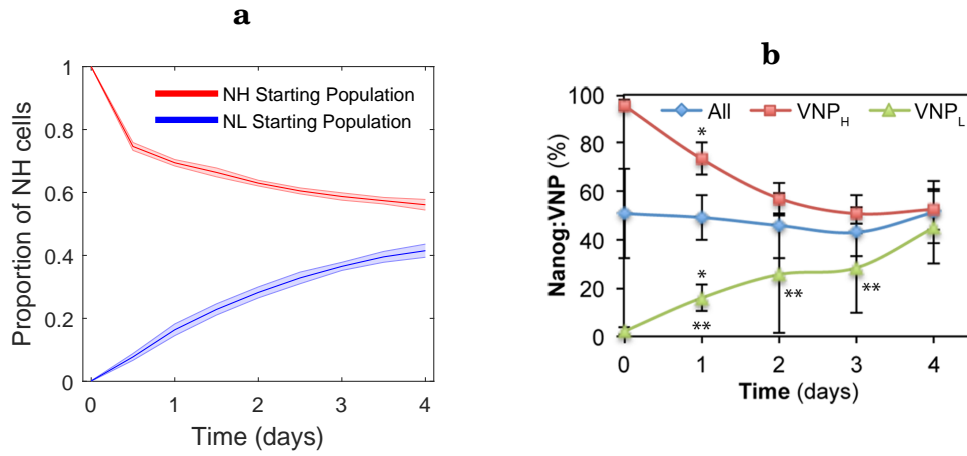 a
1
0.8
0.6
0.4
0.2
0
Proportion of NH cells
NH Starting Population
NL Starting Population
0 1 2 3 4
Time (days)
b
100
80
60
40
20
0
Nanog:VNP (%)
All VNP_H VNP_L
*
*
**
**
**
0 1 2 3 4
Time (days)